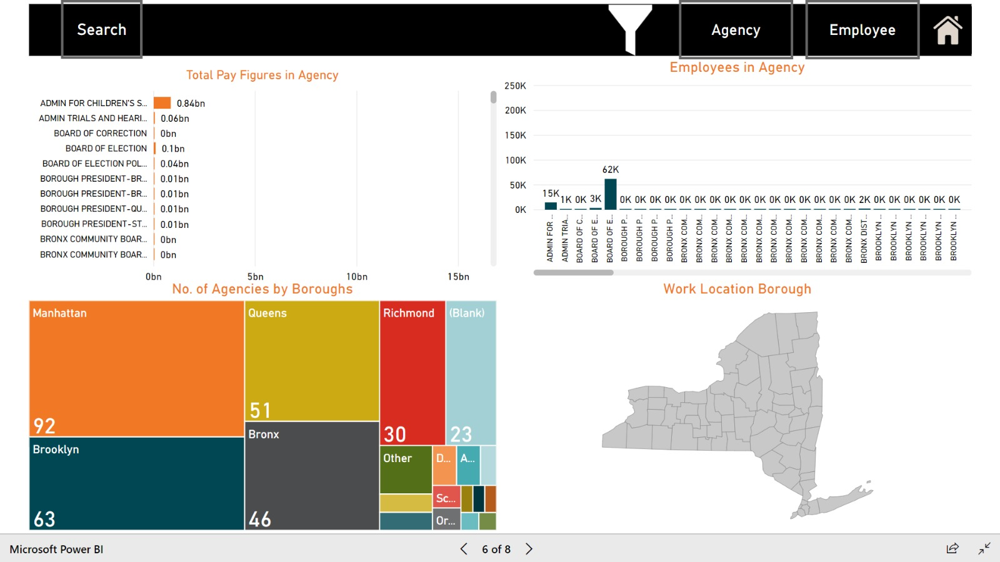 Search
Agency
Employee
Total Pay Figures in Agency
ADMIN FOR CHILDREN'S S... 0.84bn
ADMIN TRIALS AND HEARI... 0.06bn
BOARD OF CORRECTION 0bn
BOARD OF ELECTION 0.1bn
BOARD OF ELECTION POL... 0.04bn
BOROUGH PRESIDENT-BR... 0.01bn
BOROUGH PRESIDENT-BR... 0.01bn
BOROUGH PRESIDENT-QU... 0.01bn
BOROUGH PRESIDENT-ST... 0.01bn
BRONX COMMUNITY BOAR... 0bn
BRONX COMMUNITY BOAR... 0bn
0bn 5bn 10bn 15bn
Employees in Agency
250K
200K
150K
100K
50K
0K
15K 1K 0K 3K 62K 0K 0K 0K 0K 0K 0K 0K 0K 0K 0K 0K 0K 0K 0K 0K 0K 2K 0K 0K 0K 0K 0K 0K
ADMIN FOR ...
ADMIN TRIA...
BOARD OF C...
BOARD OF E...
BOARD OF E...
BOROUGH P...
BOROUGH P...
BOROUGH P...
BOROUGH P...
BRONX COM...
BRONX COM...
BRONX COM...
BRONX COM...
BRONX COM...
BRONX COM...
BRONX COM...
BRONX COM...
BRONX COM...
BRONX COM...
BRONX COM...
BRONX COM...
BRONX DIST...
BROOKLYN ...
BROOKLYN ...
BROOKLYN ...
BROOKLYN ...
BROOKLYN ...
BROOKLYN ...
No. of Agencies by Boroughs
Manhattan
92
Brooklyn
63
Queens
51
Bronx
46
Richmond
30
(Blank)
23
Other
D...
A...
Sc...
Or...
Work Location Borough
Microsoft Power BI
6 of 8